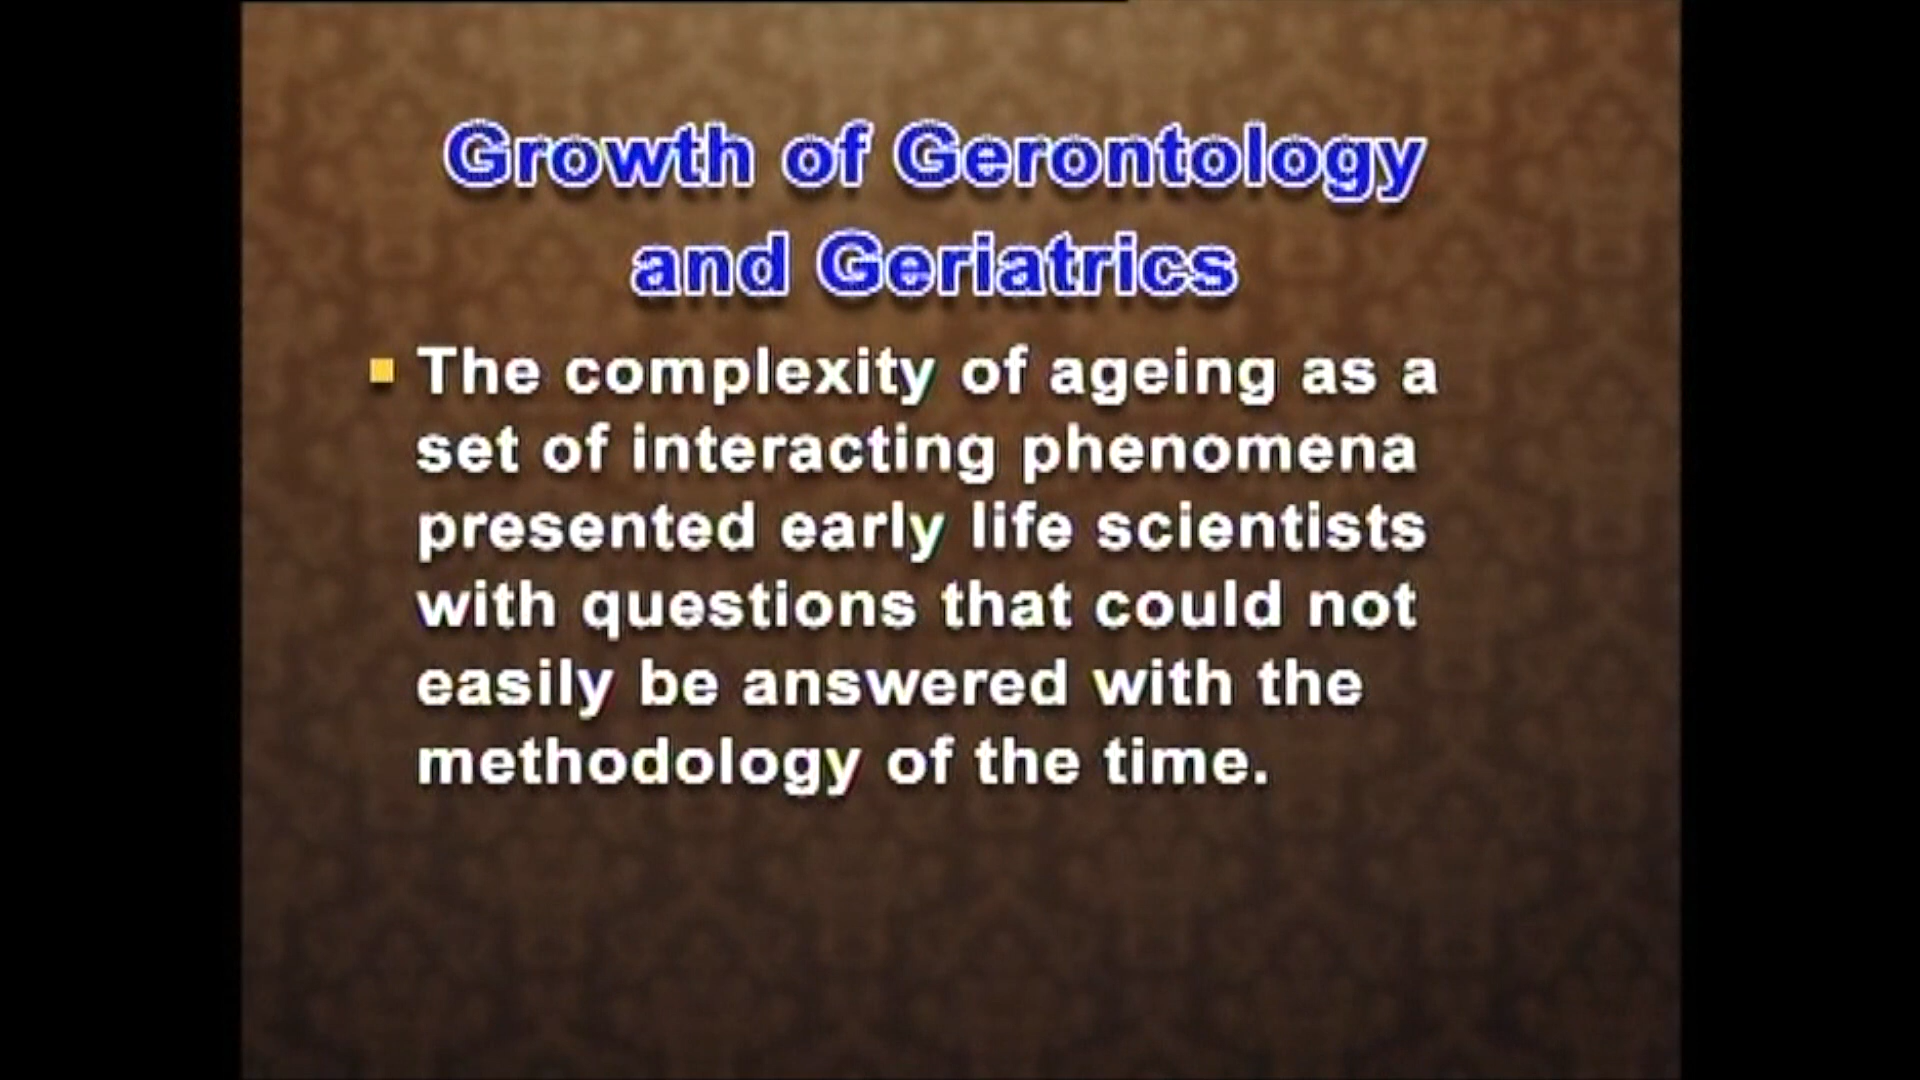 Growth of Gerontology
and Geriatrics
The complexity of ageing as a
set of interacting phenomena
presented early life scientists
with questions that could not
easily be answered with the
methodology of the time.